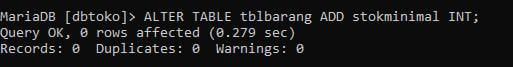 MariaDB [dbtoko]> ALTER TABLE tblbarang ADD stokminimal INT;
Query OK, 0 rows affected (0.279 sec)
Records: 0  Duplicates: 0  Warnings: 0